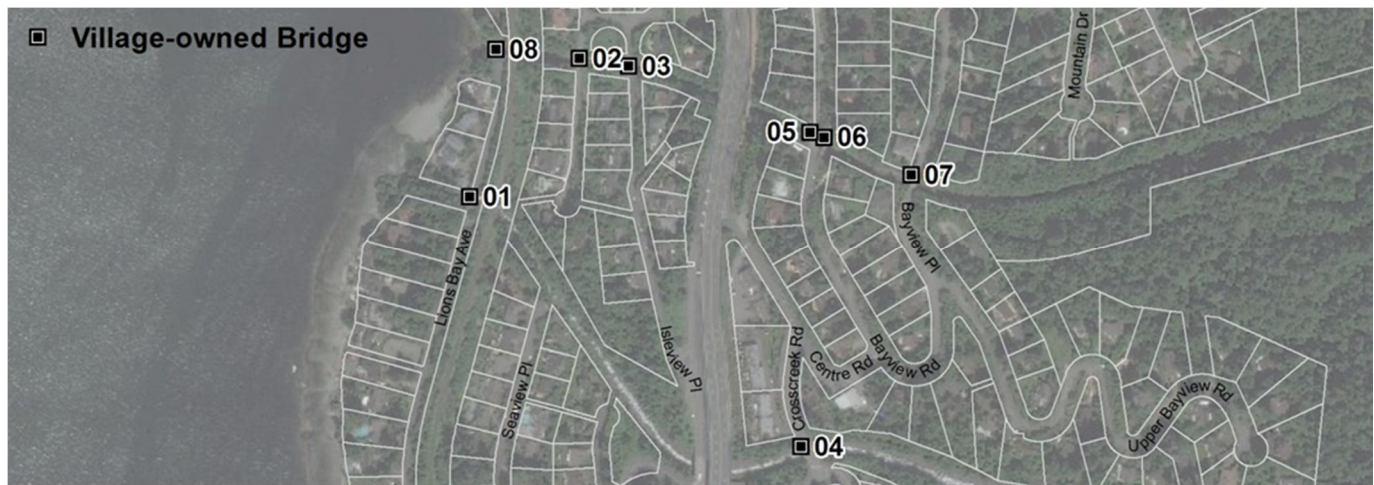 Village-owned Bridge
08
02
03
05
06
07
01
04
Mountain Dr
Bayview Pl
Lions Bay Ave
Isleview Pl
Seaview Pl
Crosscreek Rd
Centre Rd
Bayview Rd
Upper Bayview Rd